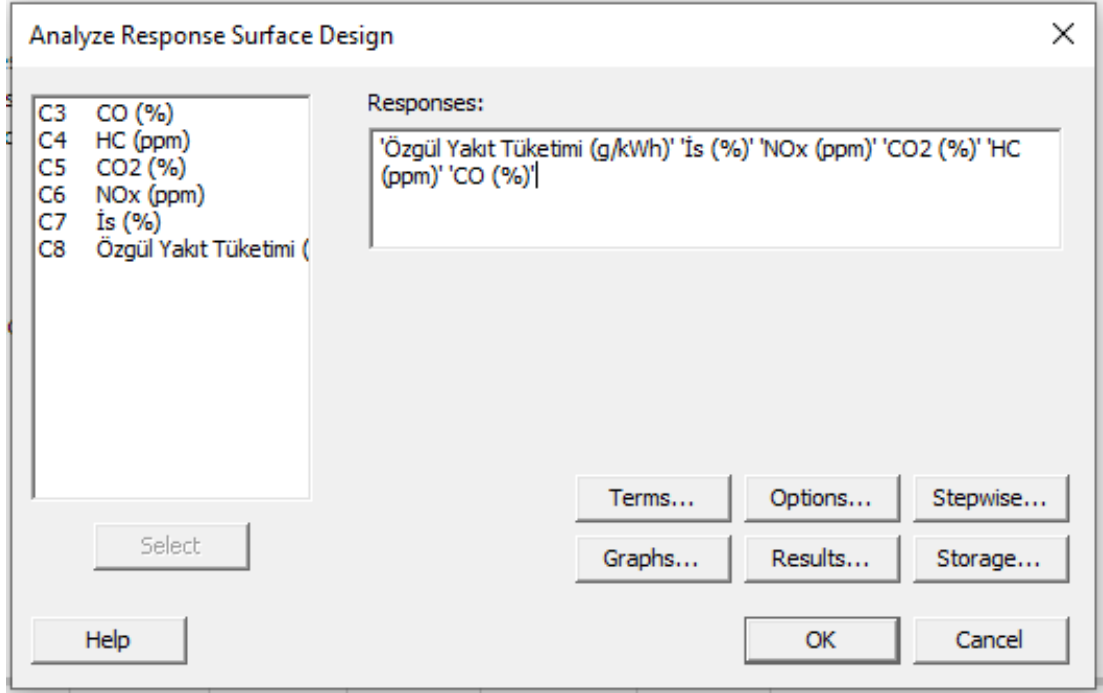 Analyze Response Surface Design
C3 CO (%)
C4 HC (ppm)
C5 CO2 (%)
C6 NOx (ppm)
C7 İs (%)
C8 Özgül Yakıt Tüketimi (
Responses:
'Özgül Yakıt Tüketimi (g/kWh)' 'İs (%)' 'NOx (ppm)' 'CO2 (%)' 'HC
(ppm)' 'CO (%)'
Terms... Options... Stepwise...
Select
Graphs... Results... Storage...
Help OK Cancel